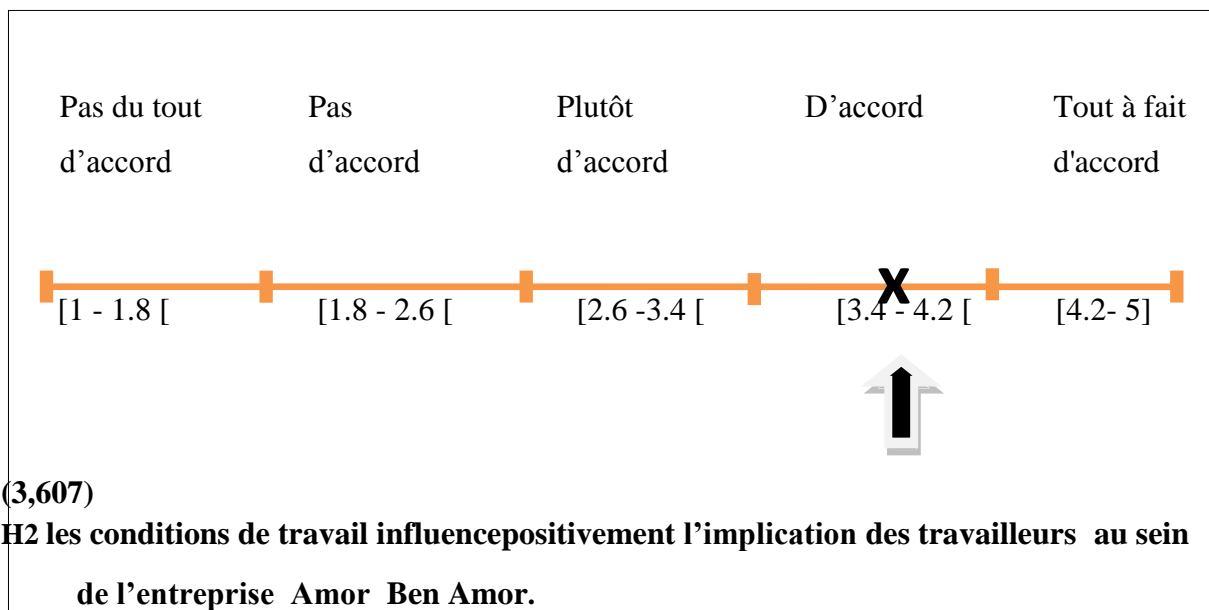 Pas du tout Pas Plutôt D’accord Tout à fait
d’accord d’accord d’accord d'accord
X
[1 - 1.8 [ [1.8 - 2.6 [ [2.6 -3.4 [ [3.4 - 4.2 [ [4.2- 5]
(3,607)
H2 les conditions de travail influencepositivement l’implication des travailleurs au sein
de l’entreprise Amor Ben Amor.